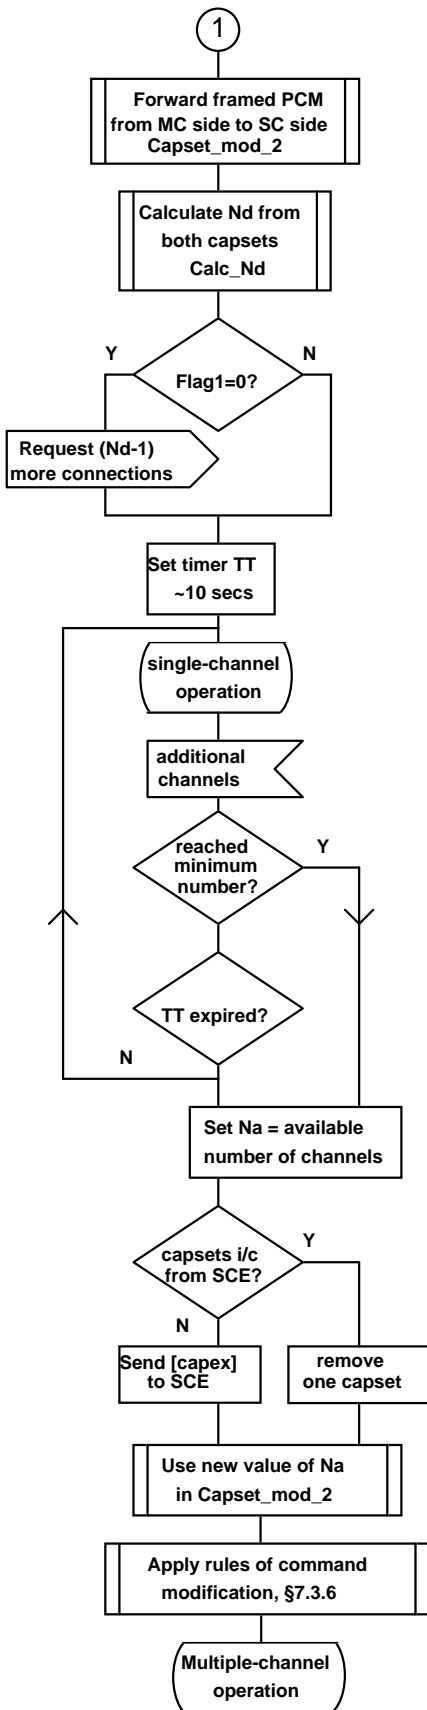 1
Forward framed PCM
from MC side to SC side
Capset_mod_2
Calculate Nd from
both capsets
Calc_Nd
Y
N
Flag1=0?
Request (Nd-1)
more connections
Set timer TT
~10 secs
single-channel
operation
additional
channels
reached
minimum
number?
Y
TT expired?
N
Set Na = available
number of channels
capsets i/c
from SCE?
Y
N
Send [capex]
to SCE
remove
one capset
Use new value of Na
in Capset_mod_2
Apply rules of command
modification, §7.3.6
Multiple-channel
operation